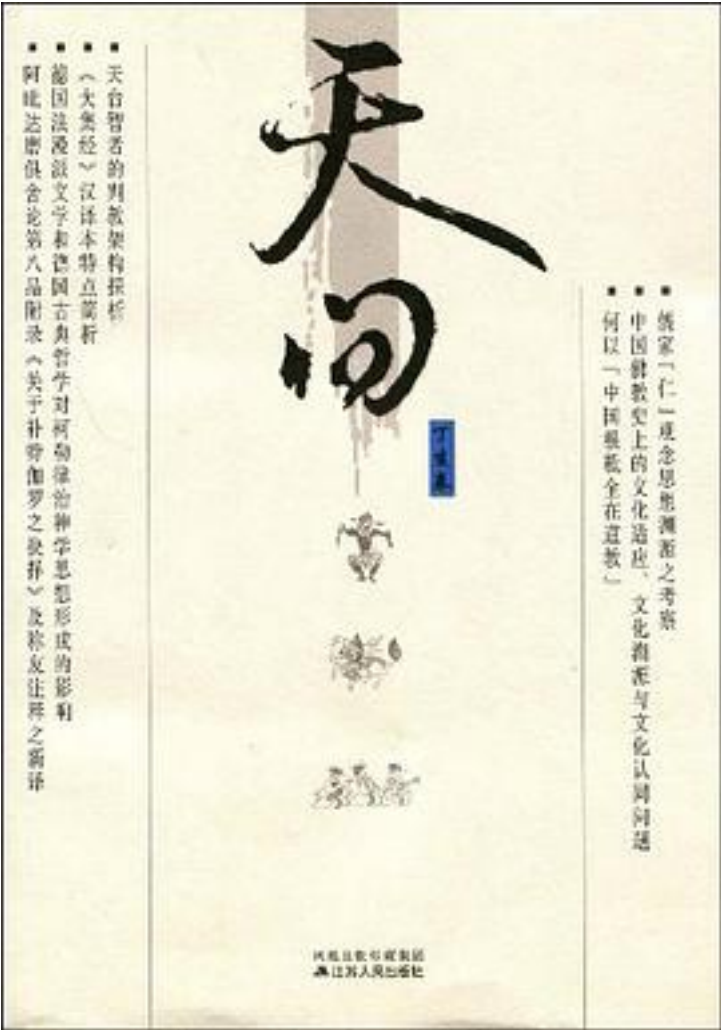 天问
丁亥卷
儒家「仁」观念思想渊源之考察
中国佛教史上的文化适应、文化溯源与文化认同问题
何以「中国根柢全在道教」
天台智者的判教架构探析
《大集经》汉译本特点简析
德国浪漫派文学和德国古典哲学对柯勒律治神学思想形成的影响
阿毗达磨俱舍论第八品附录《关于补特伽罗之抉择》及称友注释之新译
凤凰出版传媒集团
江苏人民出版社